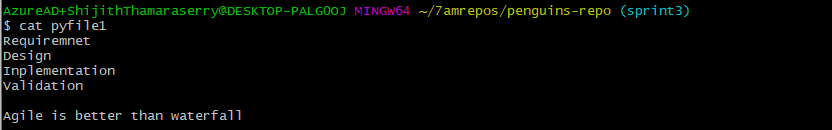 AzureAD+ShijithThamaraserry@DESKTOP-PALG0OJ MINGW64 ~/7amrepos/penguins-repo (sprint3)
$ cat pyfile1
Requiremnet
Design
Inplementation
Validation

Agile is better than waterfall